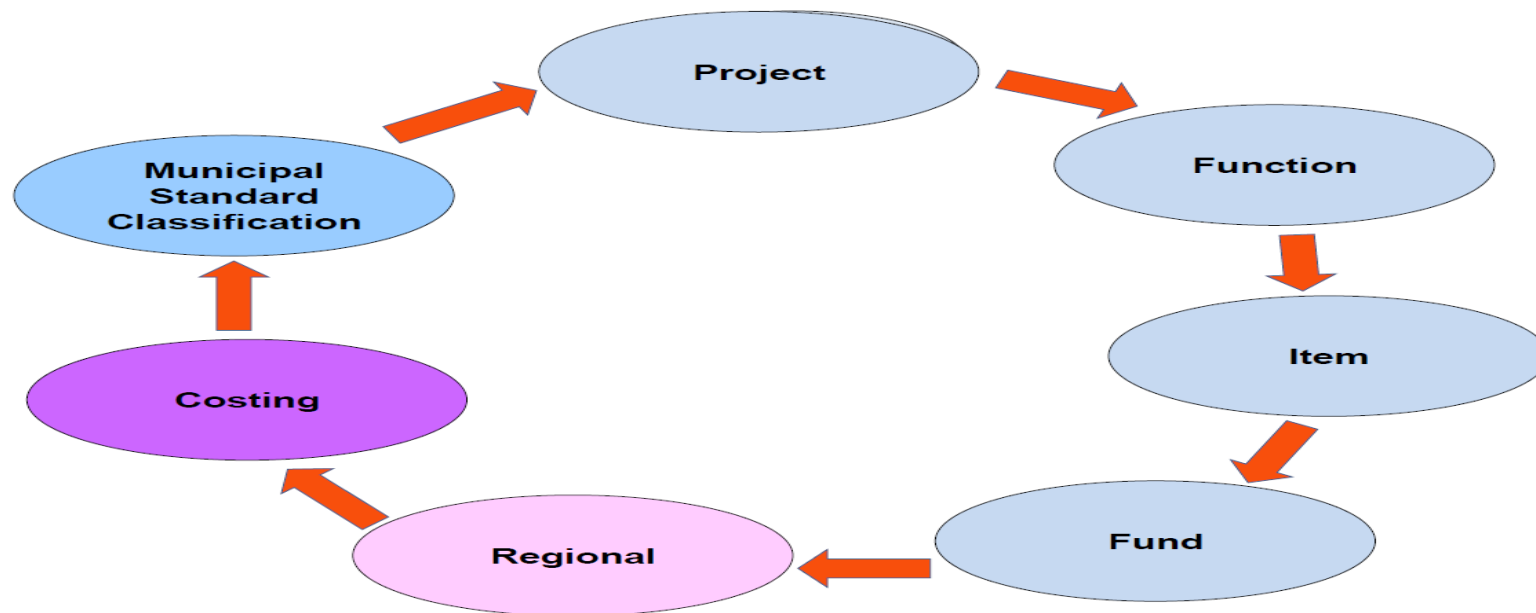 Project
Function
Item
Fund
Regional
Costing
Municipal
Standard
Classification